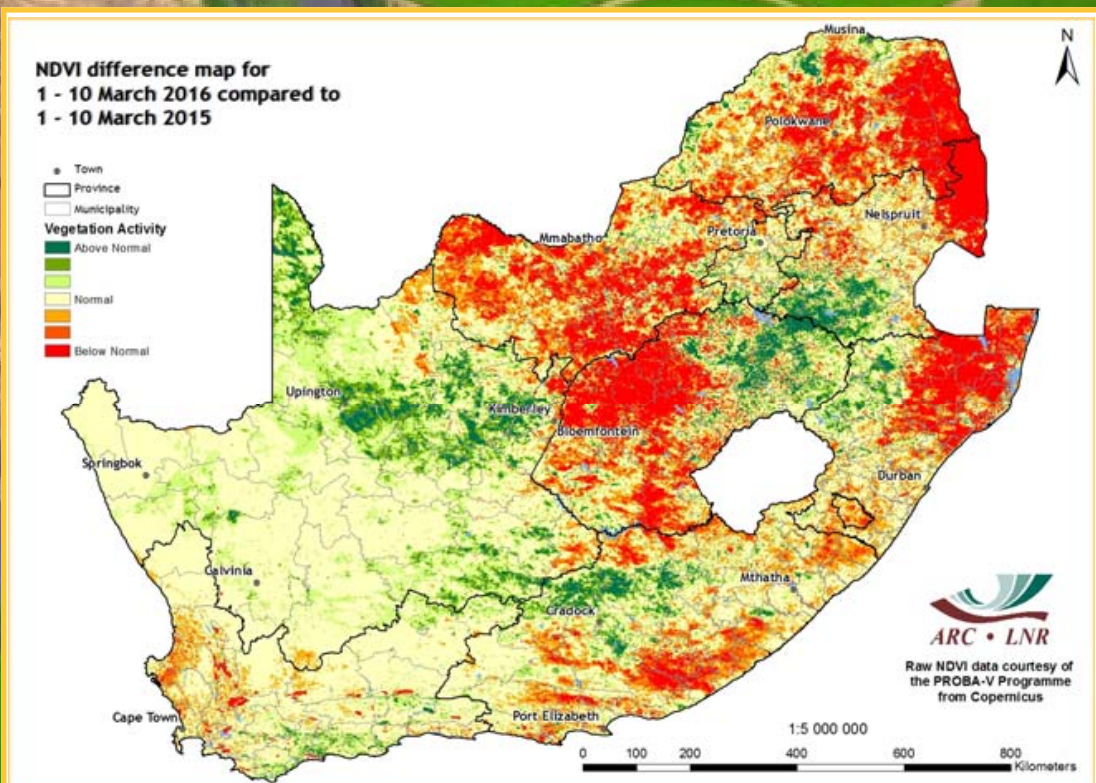 NDVI difference map for
1 - 10 March 2016 compared to
1 - 10 March 2015
Town
Province
Municipality
Vegetation Activity
Above Normal
Normal
Below Normal
N
Musina
Polokwane
Nelspruit
Pretoria
Mmabatho
Upington
Kimberley
Bloemfontein
Springbok
Durban
Calvinia
Mthatha
Cradock
Cape Town
Port Elizabeth
ARC • LNR
Raw NDVI data courtesy of
the PROBA-V Programme
from Copernicus
1:5 000 000
0 100 200 400 600 800
Kilometers